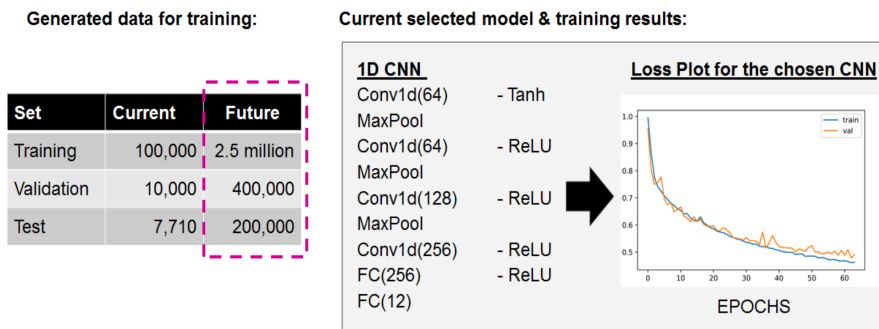 Generated data for training:
Set Current Future
Training 100,000 2.5 million
Validation 10,000 400,000
Test 7,710 200,000
Current selected model & training results:
1D CNN
Conv1d(64) - Tanh
MaxPool
Conv1d(64) - ReLU
MaxPool
Conv1d(128) - ReLU
MaxPool
Conv1d(256) - ReLU
FC(256) - ReLU
FC(12)
Loss Plot for the chosen CNN
train
val
1.0
0.9
0.8
0.7
0.6
0.5
0 10 20 30 40 50 60
EPOCHS